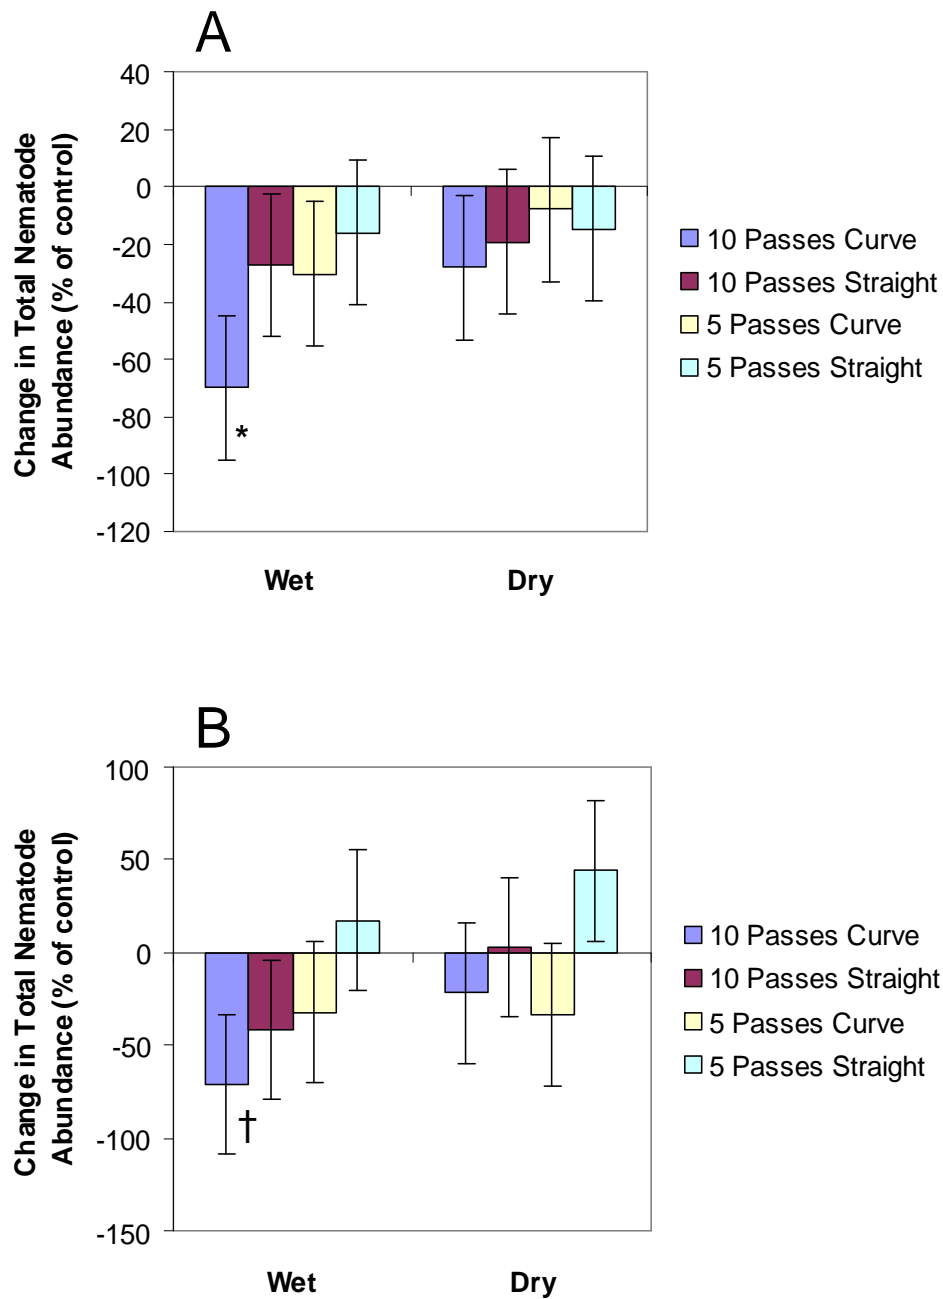 A
Change in Total Nematode
Abundance (% of control)
40
20
0
-20
-40
-60
-80
-100
-120
*
Wet
Dry
10 Passes Curve
10 Passes Straight
5 Passes Curve
5 Passes Straight
B
Change in Total Nematode
Abundance (% of control)
100
50
0
-50
-100
-150
†
Wet
Dry
10 Passes Curve
10 Passes Straight
5 Passes Curve
5 Passes Straight